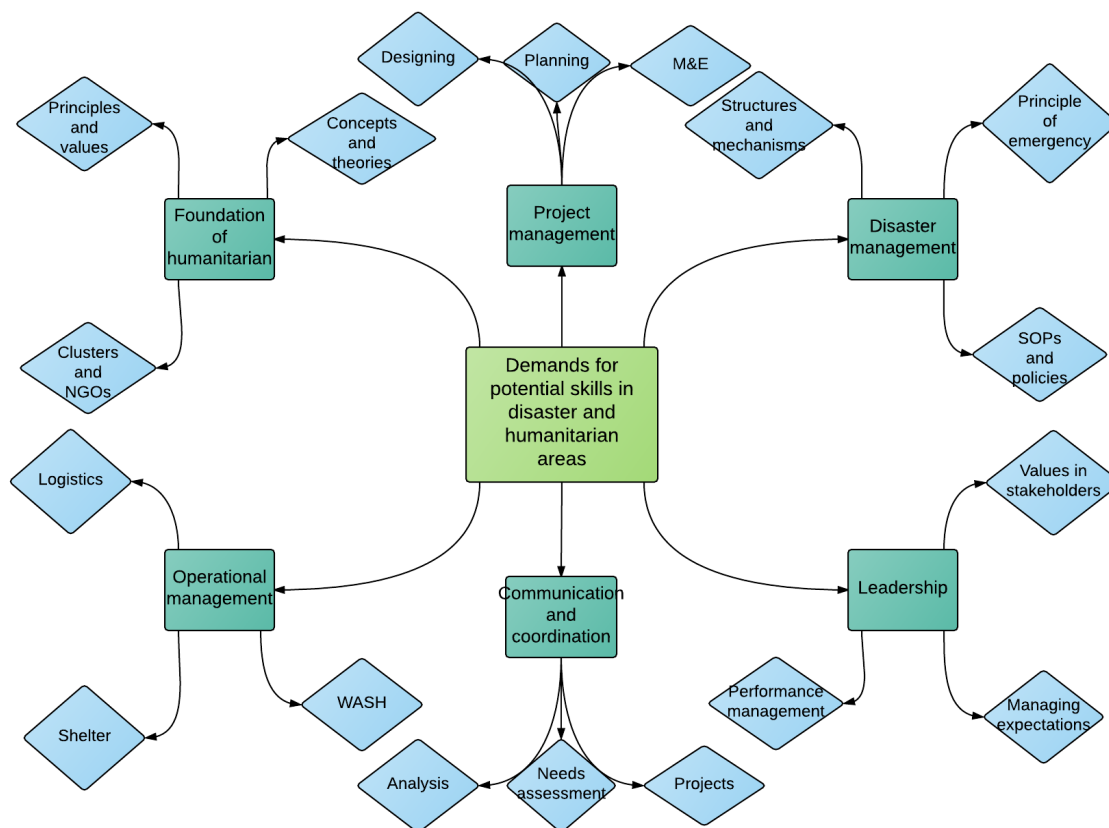 Designing
Planning
M&E
Principles
and
values
Concepts
and
theories
Structures
and
mechanisms
Principle
of
emergency
Foundation
of
humanitarian
Project
management
Disaster
management
Clusters
and
NGOs
Demands for
potential skills in
disaster and
humanitarian
areas
SOPs
and
policies
Logistics
Values in
stakeholders
Operational
management
Communication
and
coordination
Leadership
Shelter
WASH
Performance
management
Managing
expectations
Analysis
Needs
assessment
Projects